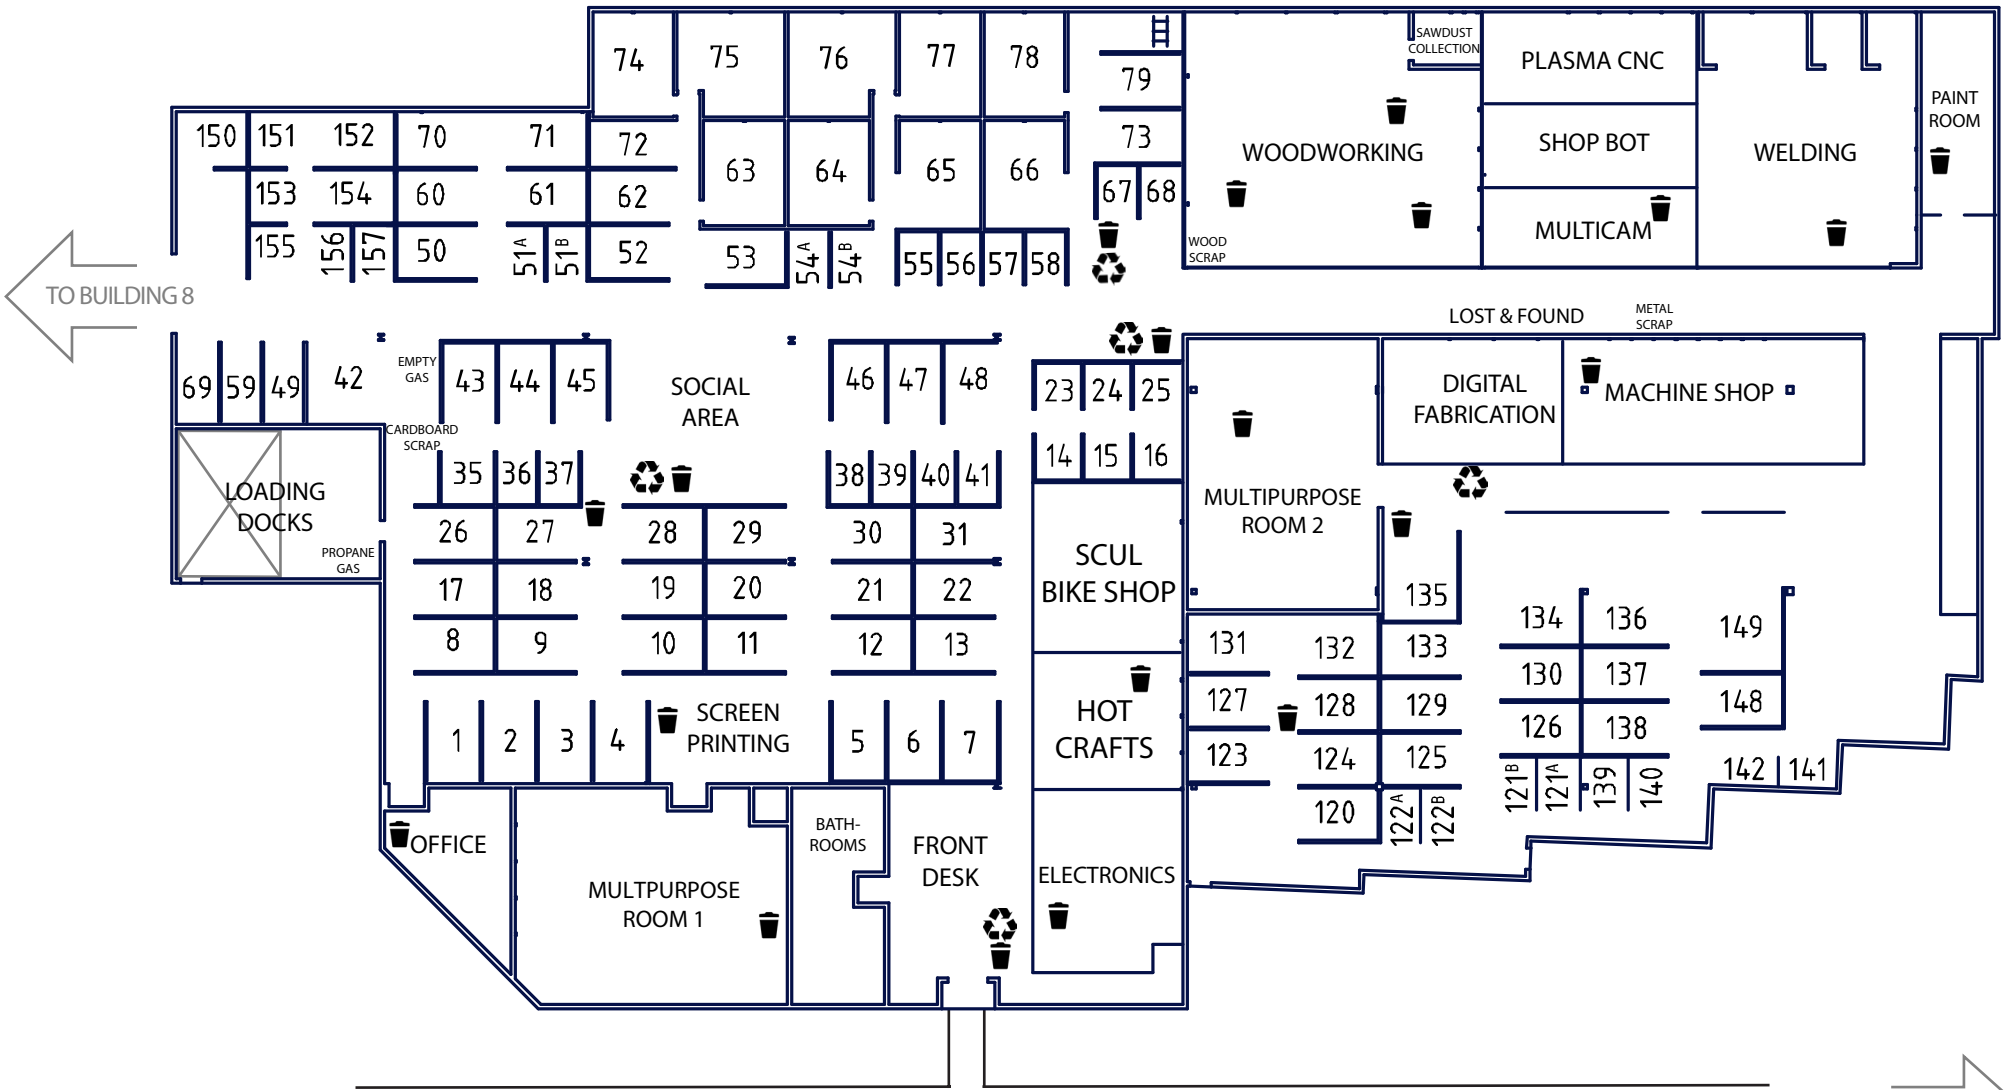 74
75
76
77
78
79
SAWDUST
COLLECTION
PLASMA CNC
PAINT
ROOM
150
151
152
70
71
72
63
64
65
66
73
WOODWORKING
SHOP BOT
WELDING
153
154
60
61
62
67
68
MULTICAM
155
156
157
50
51A
51B
52
53
54A
54B
55
56
57
58
WOOD
SCRAP
TO BUILDING 8
LOST & FOUND
METAL
SCRAP
69
59
49
42
EMPTY
GAS
43
44
45
SOCIAL
AREA
46
47
48
23
24
25
DIGITAL
FABRICATION
MACHINE SHOP
CARDBOARD
SCRAP
35
36
37
38
39
40
41
14
15
16
LOADING
DOCKS
MULTIPURPOSE
ROOM 2
26
27
28
29
30
31
PROPANE
GAS
SCUL
BIKE SHOP
17
18
19
20
21
22
135
8
9
10
11
12
13
131
132
133
134
136
149
130
137
127
128
129
148
126
138
1
2
3
4
SCREEN
PRINTING
5
6
7
HOT
CRAFTS
123
124
125
121B
121A
139
140
142
141
120
122A
122B
OFFICE
MULTPURPOSE
ROOM 1
BATH-
ROOMS
FRONT
DESK
ELECTRONICS